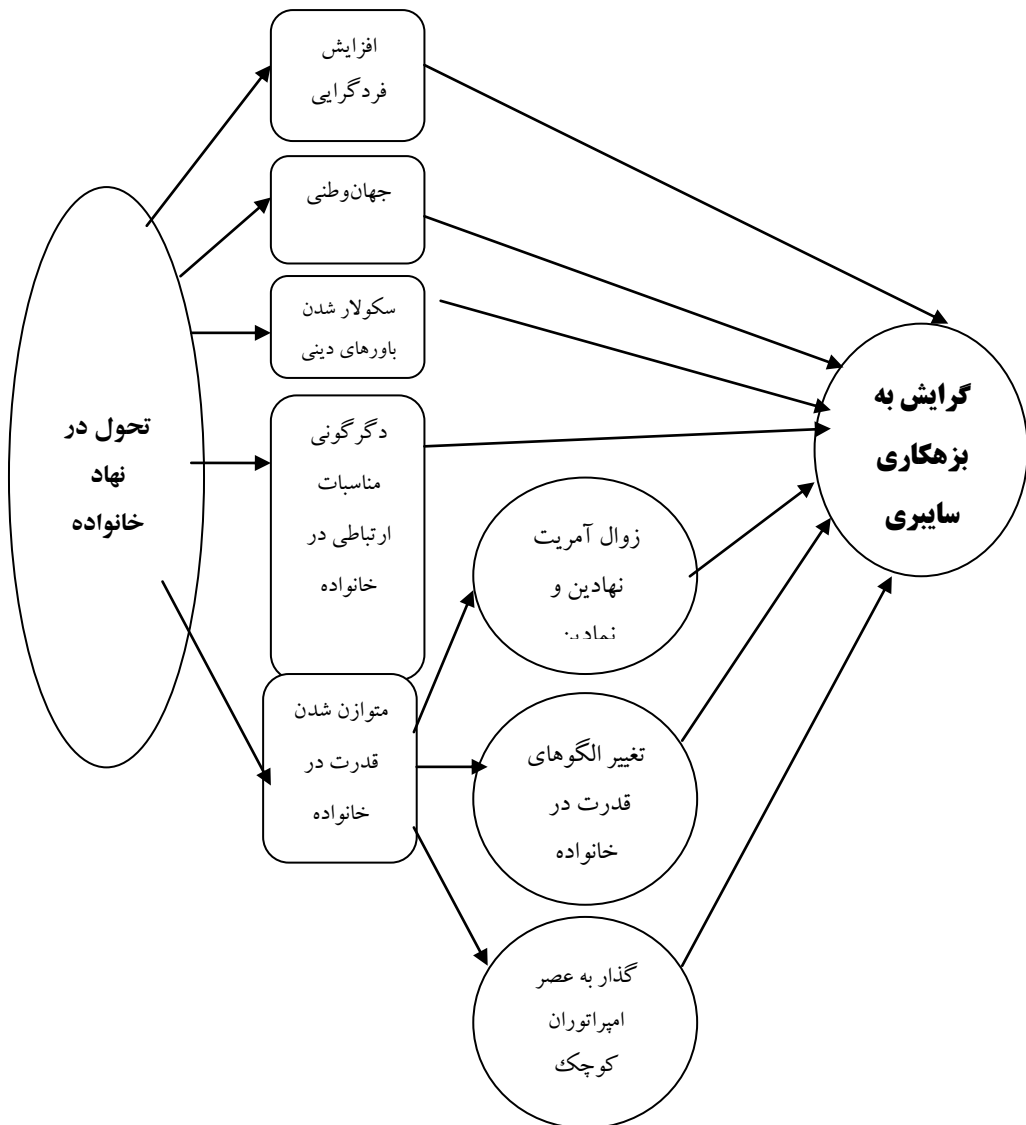 افزایش
فردگرایی
جهان‌وطنی
سکولار شدن
باورهای دینی
تحول در
نهاد
خانواده
دگرگونی
مناسبات
ارتباطی در
خانواده
گرایش به
بزهکاری
سایبری
زوال آمریت
نهادین و
نمادین
متوازن شدن
قدرت در
خانواده
تغییر الگوهای
قدرت در
خانواده
گذار به عصر
امپراتوران
کوچک